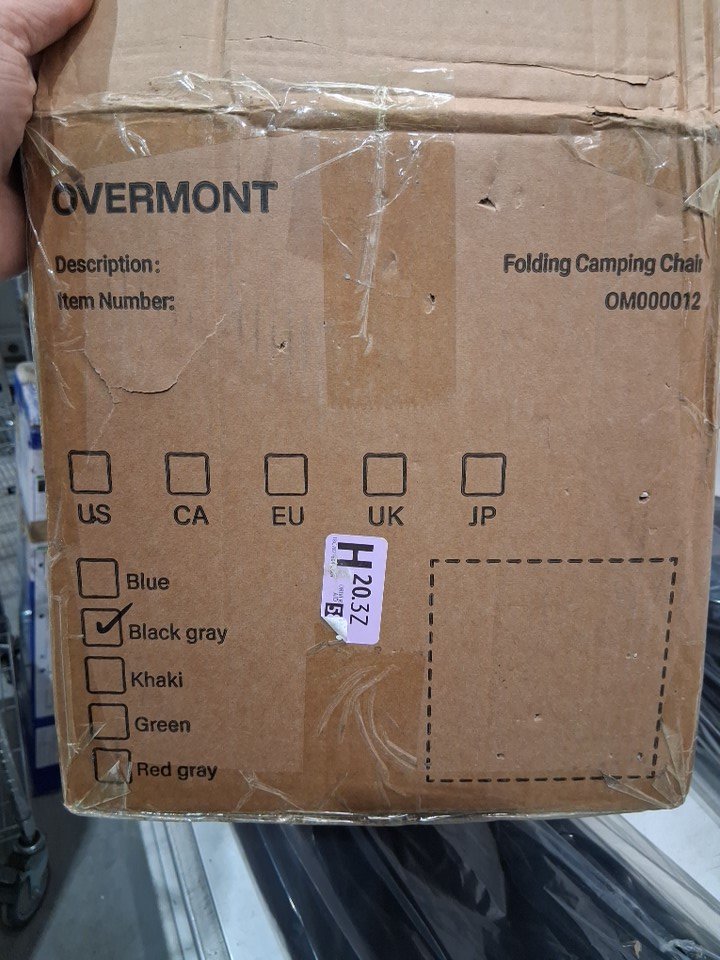 OVERMONT
Description: Folding Camping Chair
Item Number: OM000012
US CA EU UK JP
Blue
Black gray
Khaki
Green
Red gray
H 20.3Z